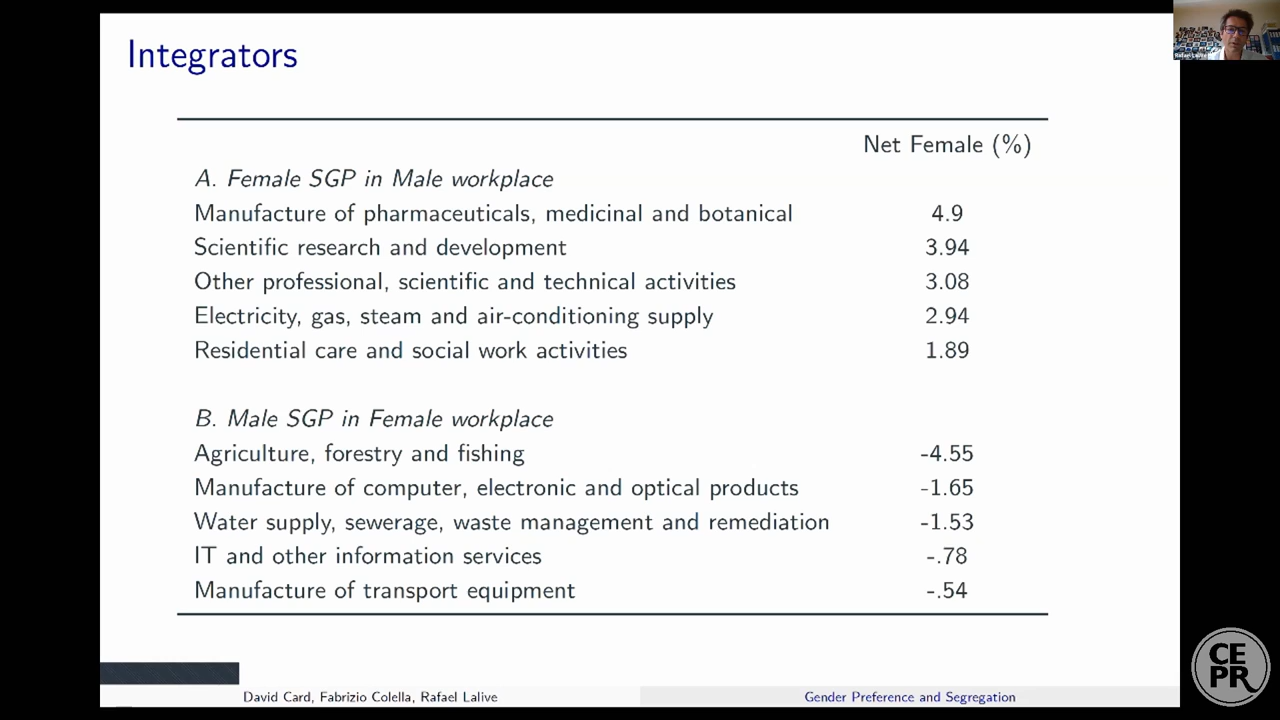 Integrators
Net Female (%)
A. Female SGP in Male workplace
Manufacture of pharmaceuticals, medicinal and botanical 4.9
Scientific research and development 3.94
Other professional, scientific and technical activities 3.08
Electricity, gas, steam and air-conditioning supply 2.94
Residential care and social work activities 1.89
B. Male SGP in Female workplace
Agriculture, forestry and fishing -4.55
Manufacture of computer, electronic and optical products -1.65
Water supply, sewerage, waste management and remediation -1.53
IT and other information services -.78
Manufacture of transport equipment -.54
David Card, Fabrizio Colella, Rafael Lalive Gender Preference and Segregation
Rafael Lalive
CE
PR